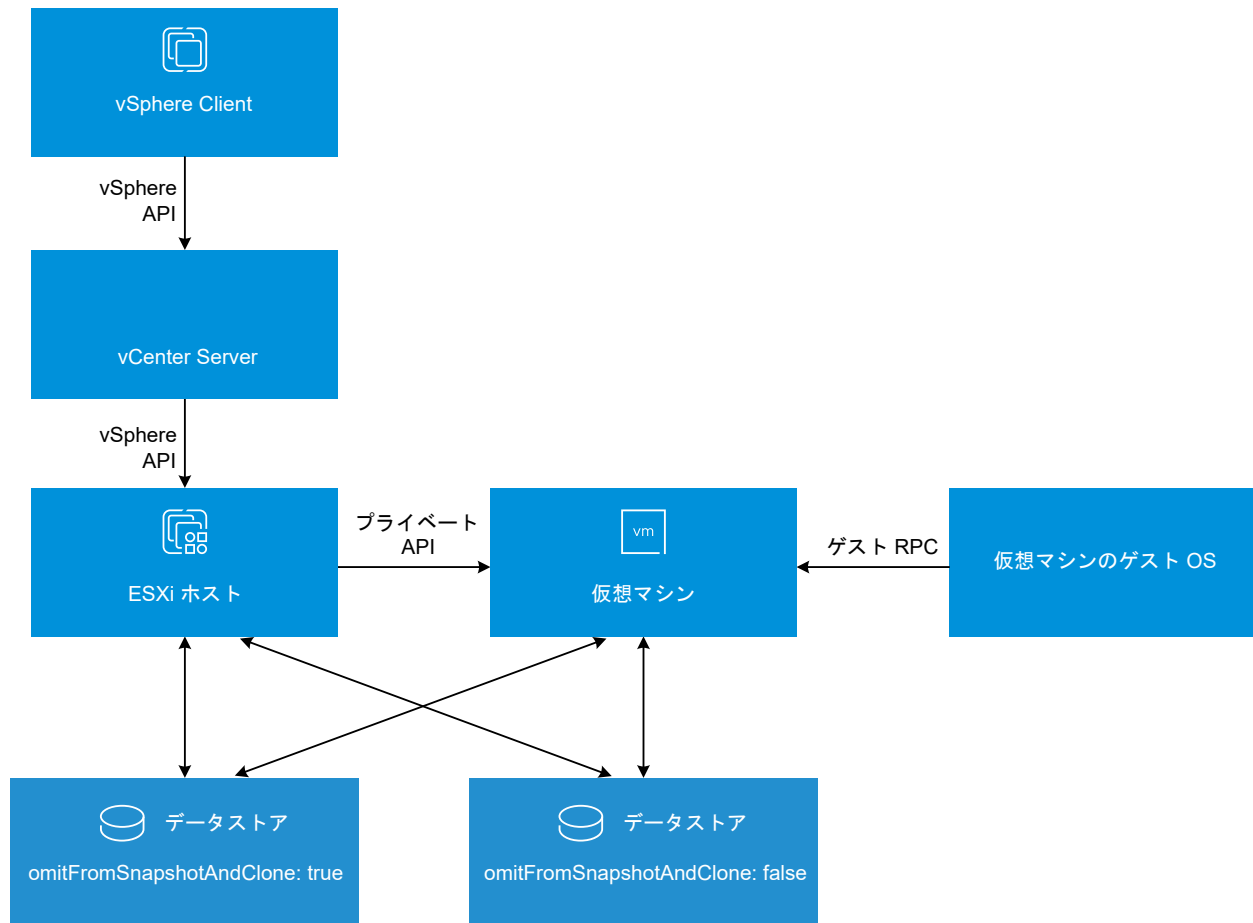 vSphere Client
vSphere
API
vCenter Server
vSphere
API
ESXi ホスト
プライベート
API
vm
仮想マシン
ゲスト RPC
仮想マシンのゲスト OS
データストア
omitFromSnapshotAndClone: true
データストア
omitFromSnapshotAndClone: false